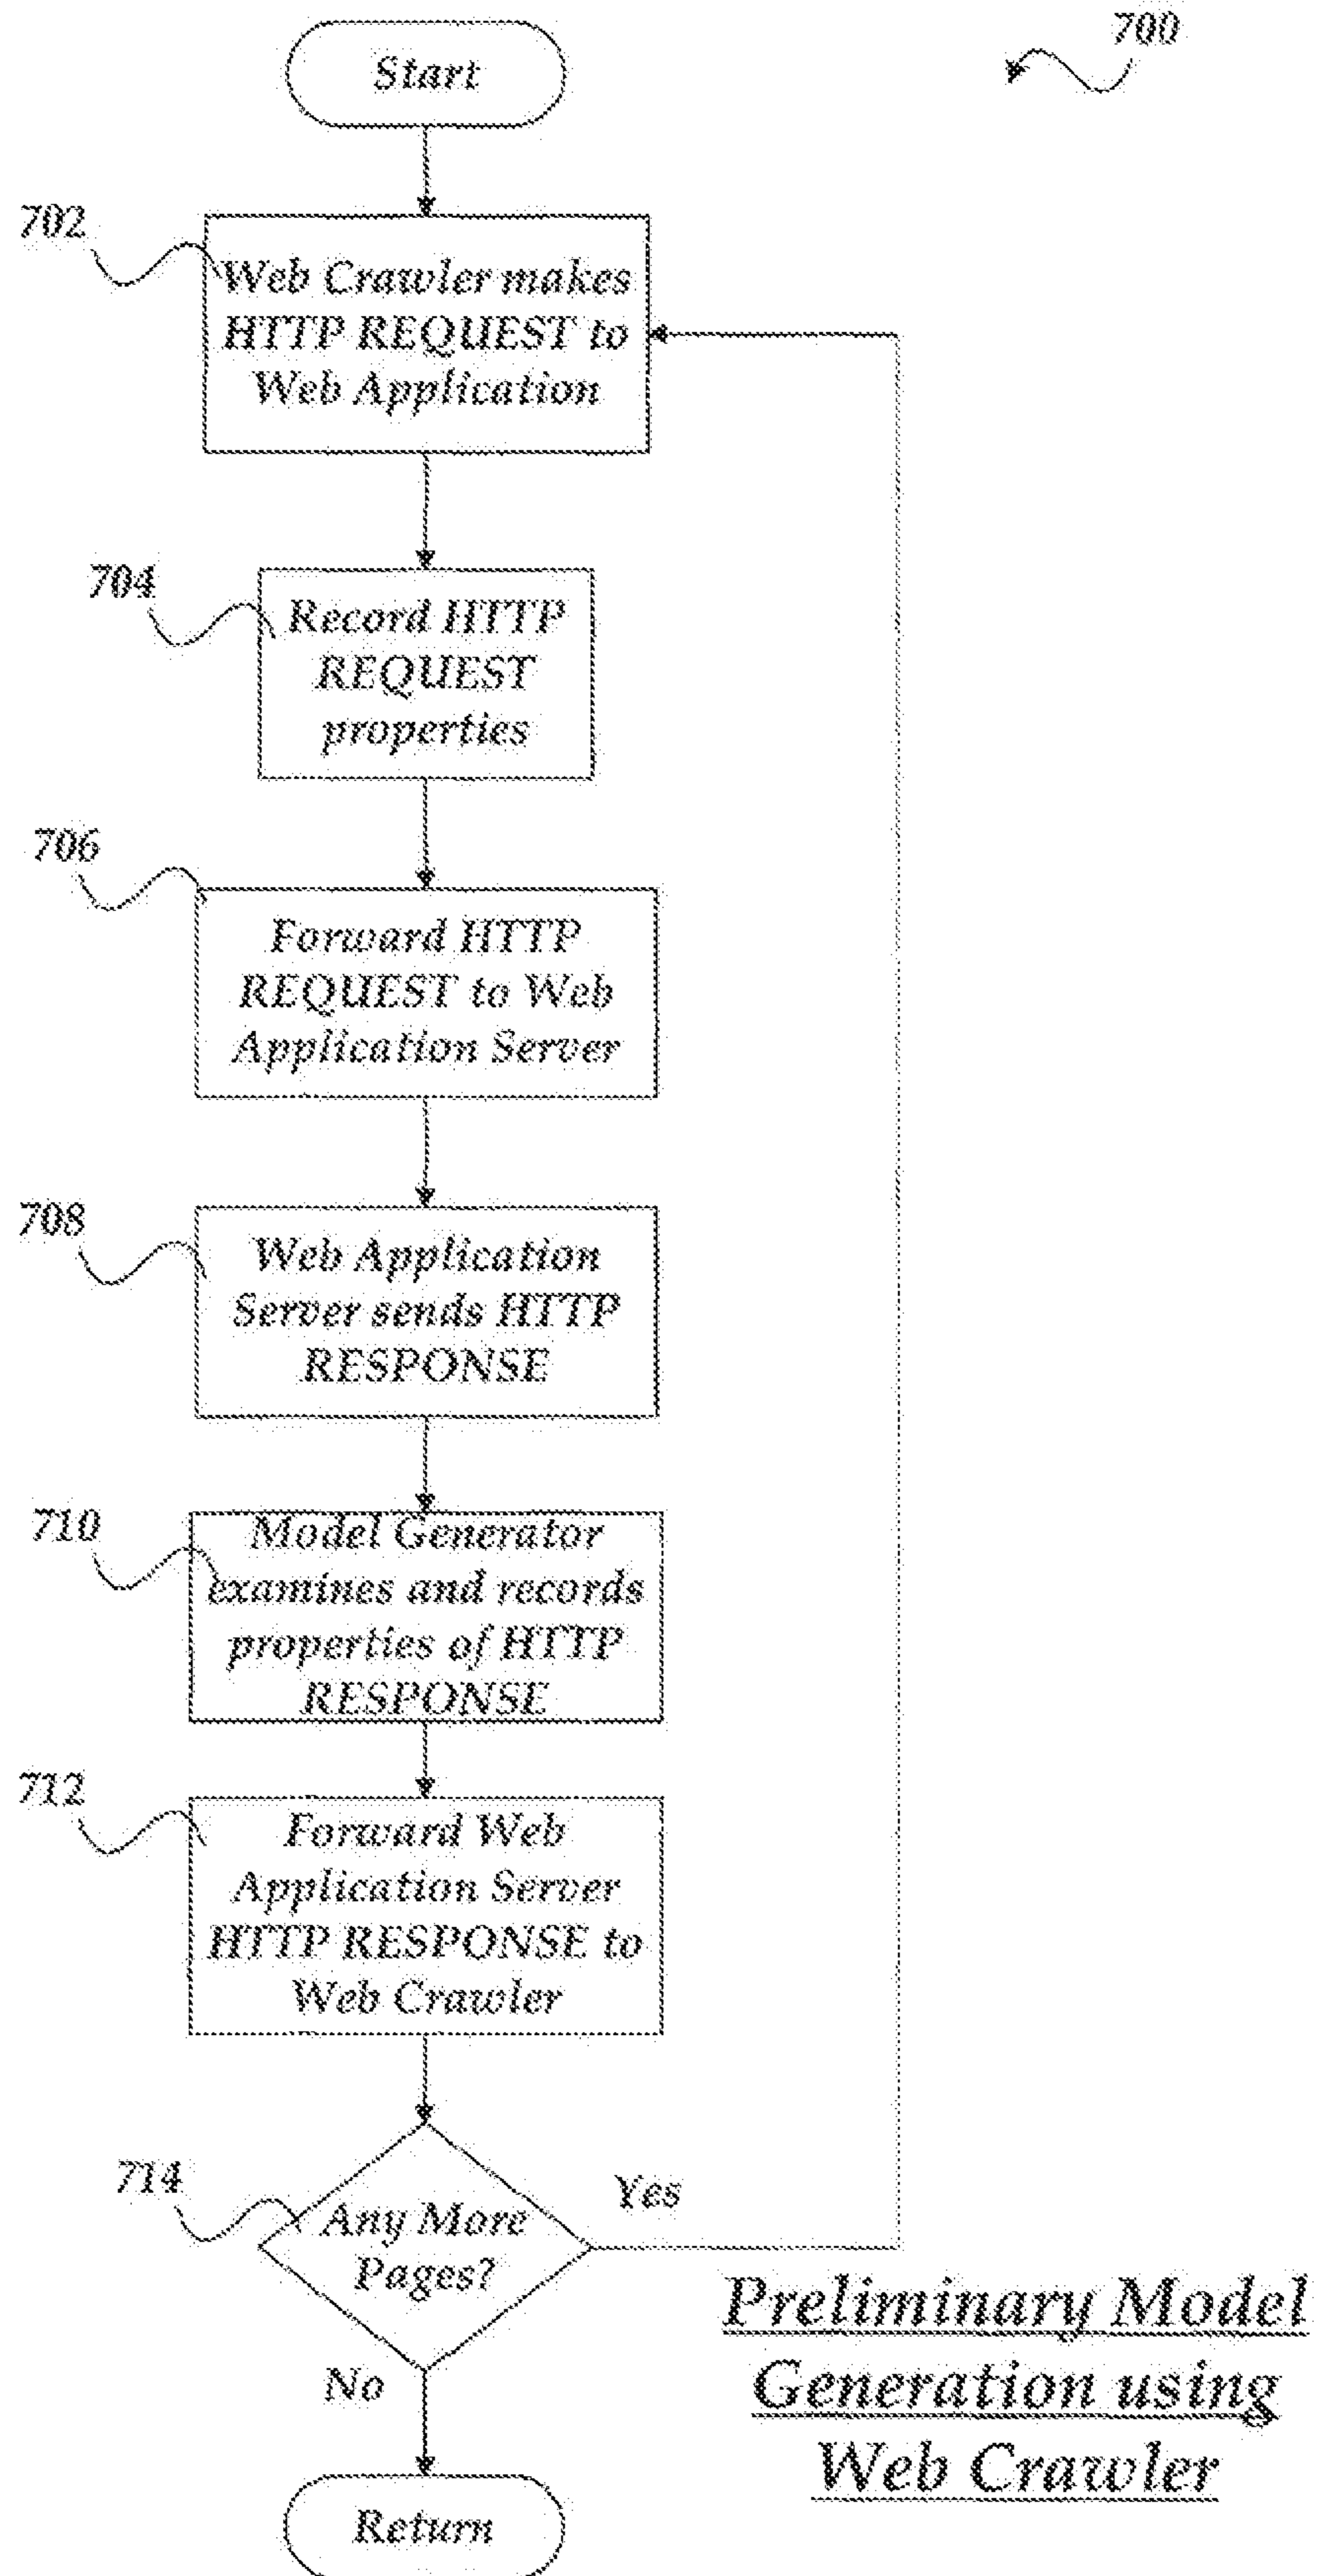 700
Start
702
Web Crawler makes
HTTP REQUEST to
Web Application
704
Record HTTP
REQUEST
properties
706
Forward HTTP
REQUEST to Web
Application Server
708
Web Application
Server sends HTTP
RESPONSE
710
Model Generator
examines and records
properties of HTTP
RESPONSE
712
Forward Web
Application Server
HTTP RESPONSE to
Web Crawler
714
Any More
Pages?
Yes
No
Return
Preliminary Model
Generation using
Web Crawler